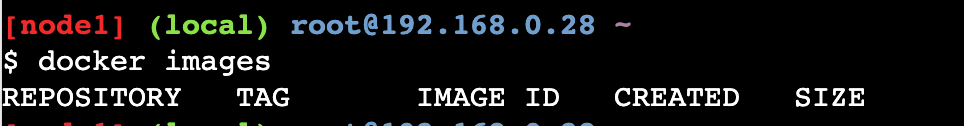 [node1] (local) root@192.168.0.28 ~
$ docker images
REPOSITORY TAG IMAGE ID CREATED SIZE